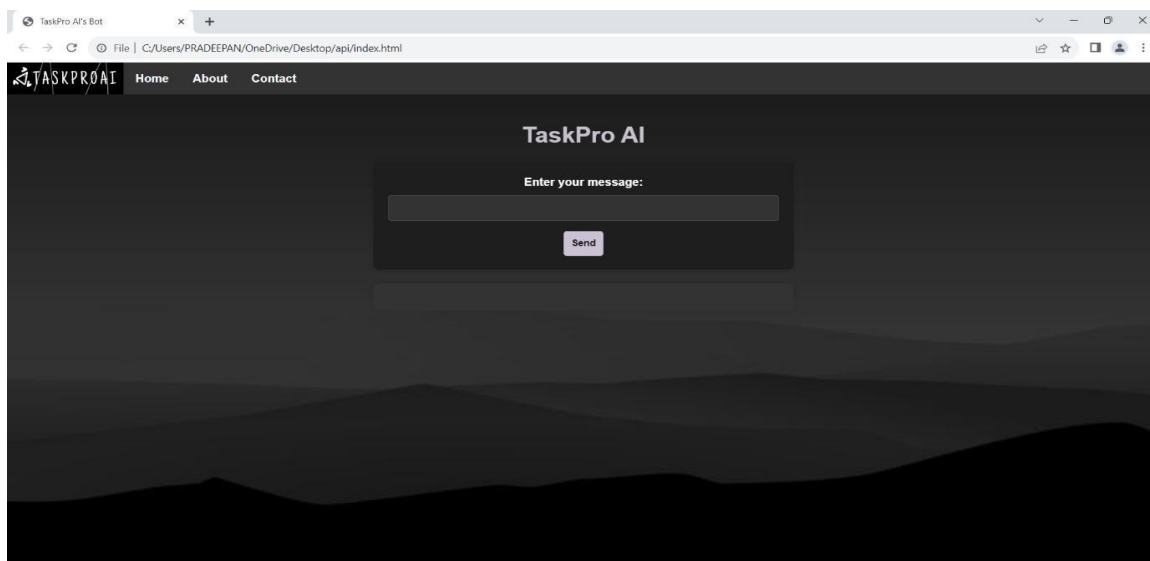 TaskPro AI's Bot
File | C:/Users/PRADEEPAN/OneDrive/Desktop/api/index.html
TASKPRØAI Home About Contact
TaskPro AI
Enter your message:
Send